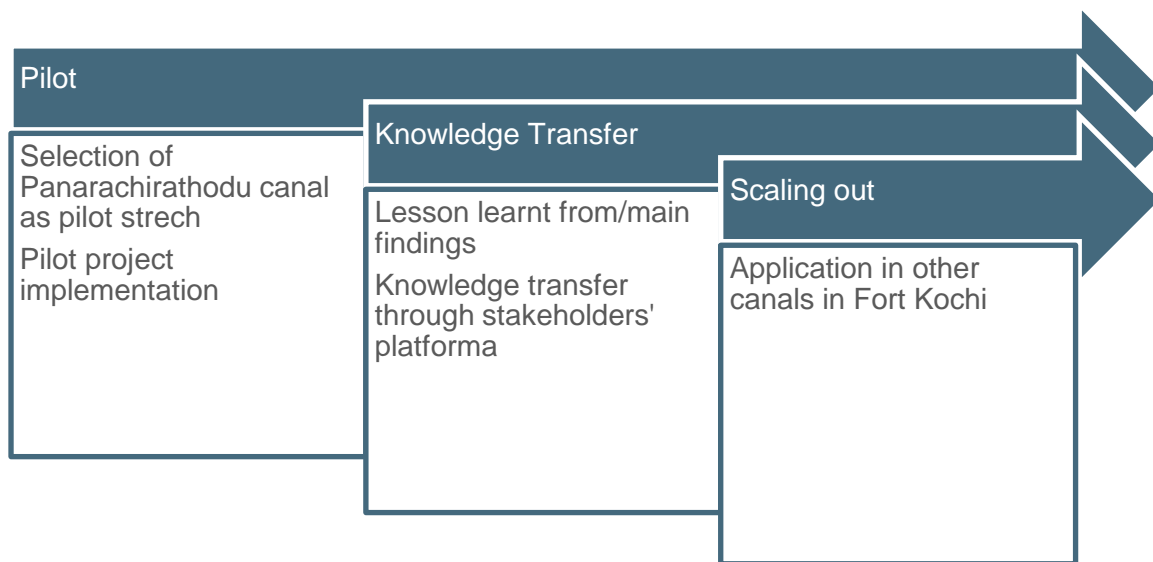 Pilot
Selection of
Panarachirathodu canal
as pilot strech
Pilot project
implementation
Knowledge Transfer
Lesson learnt from/main
findings
Knowledge transfer
through stakeholders'
platforma
Scaling out
Application in other
canals in Fort Kochi